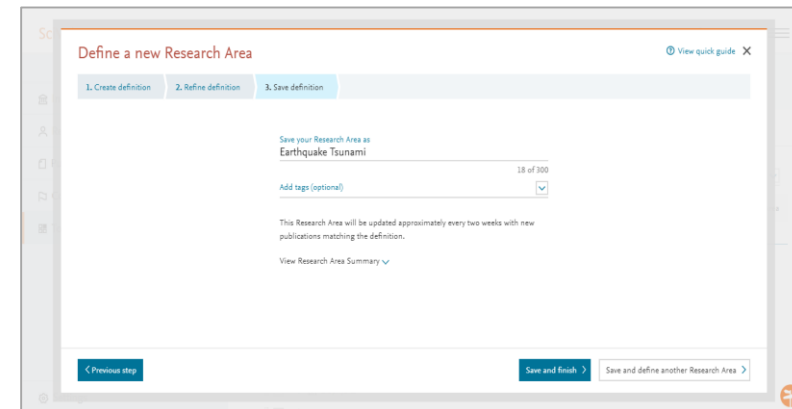 Sc
Define a new Research Area
View quick guide X
1. Create definition 2. Refine definition 3. Save definition
Save your Research Area as
Earthquake Tsunami
18 of 300
Add tags (optional)
This Research Area will be updated approximately every two weeks with new
publications matching the definition.
View Research Area Summary
Previous step
Save and finish
Save and define another Research Area